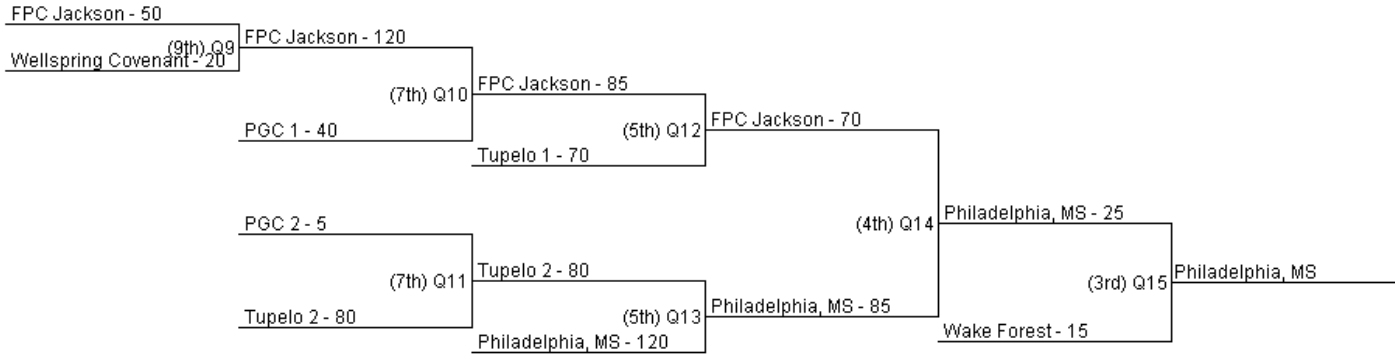 FPC Jackson - 50
(9th) Q9
Wellspring Covenant - 20
FPC Jackson - 120
(7th) Q10
PGC 1 - 40
FPC Jackson - 85
(5th) Q12
Tupelo 1 - 70
FPC Jackson - 70
PGC 2 - 5
(7th) Q11
Tupelo 2 - 80
Tupelo 2 - 80
(5th) Q13
Philadelphia, MS - 120
Philadelphia, MS - 85
(4th) Q14
Philadelphia, MS - 25
(3rd) Q15
Wake Forest - 15
Philadelphia, MS